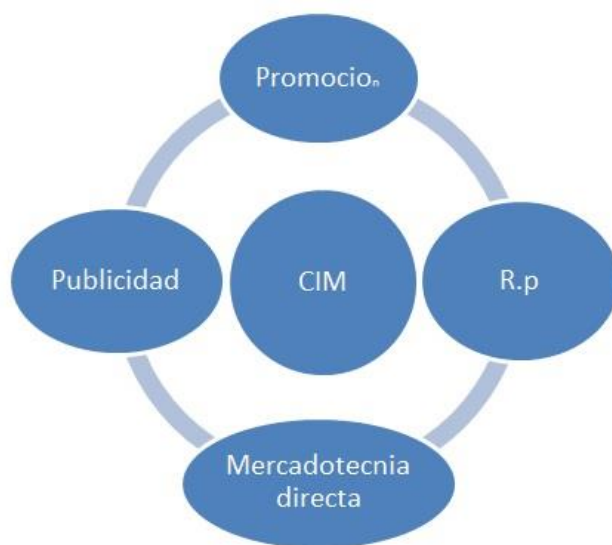 Promocioₙ
Publicidad
CIM
R.p
Mercadotecnia
directa